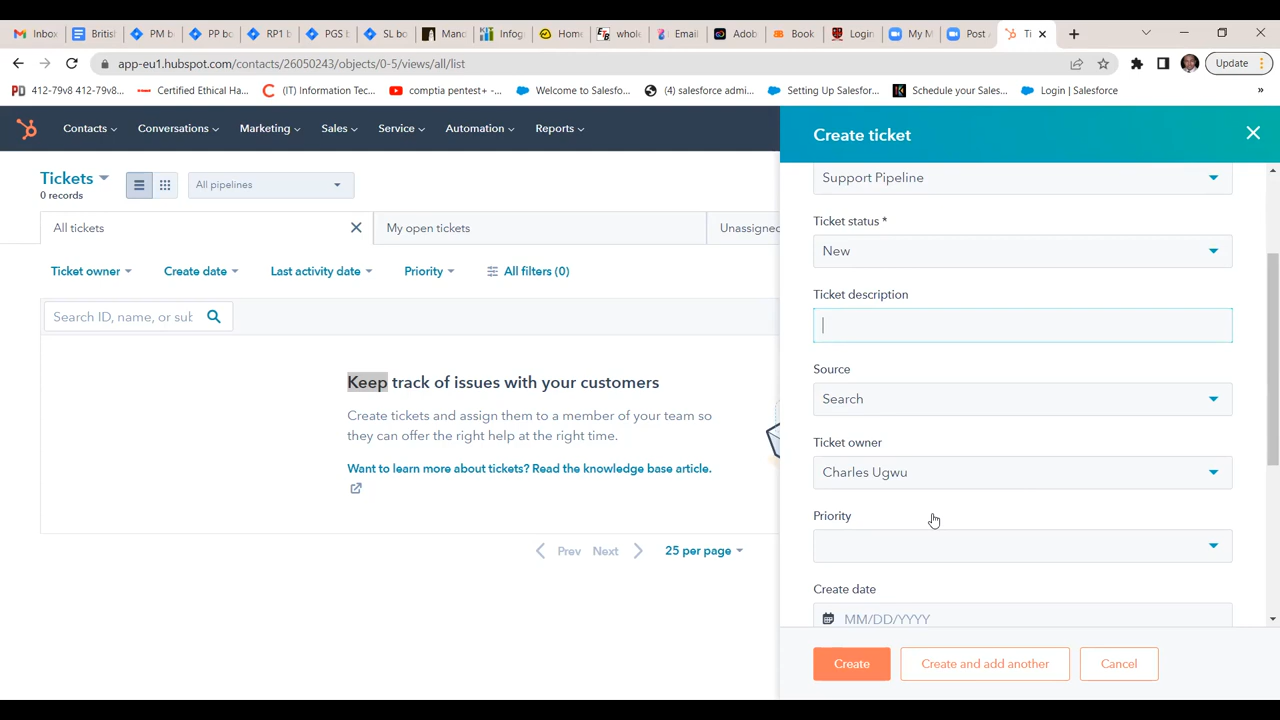 Inbox
British
PM bo
PP bo
RP1 b
PGS b
SL bo
Mano
Infog
Home
whole
Email
Adob
Book
Login
My M
Post A
Ti
app-eu1.hubspot.com/contacts/26050243/objects/0-5/views/all/list
Update
412-79v8 412-79v8...
Certified Ethical Ha...
(IT) Information Tec...
comptia pentest+ -...
Welcome to Salesfo...
(4) salesforce admi...
Setting Up Salesfor...
Schedule your Sales...
Login | Salesforce
»
Contacts
Conversations
Marketing
Sales
Service
Automation
Reports
Create ticket
Tickets
0 records
All pipelines
All tickets
My open tickets
Unassigned
Ticket owner
Create date
Last activity date
Priority
All filters (0)
Search ID, name, or sub
Keep track of issues with your customers
Create tickets and assign them to a member of your team so
they can offer the right help at the right time.
Want to learn more about tickets? Read the knowledge base article.
Prev
Next
25 per page
Support Pipeline
Ticket status *
New
Ticket description
Source
Search
Ticket owner
Charles Ugwu
Priority
Create date
MM/DD/YYYY
Create
Create and add another
Cancel